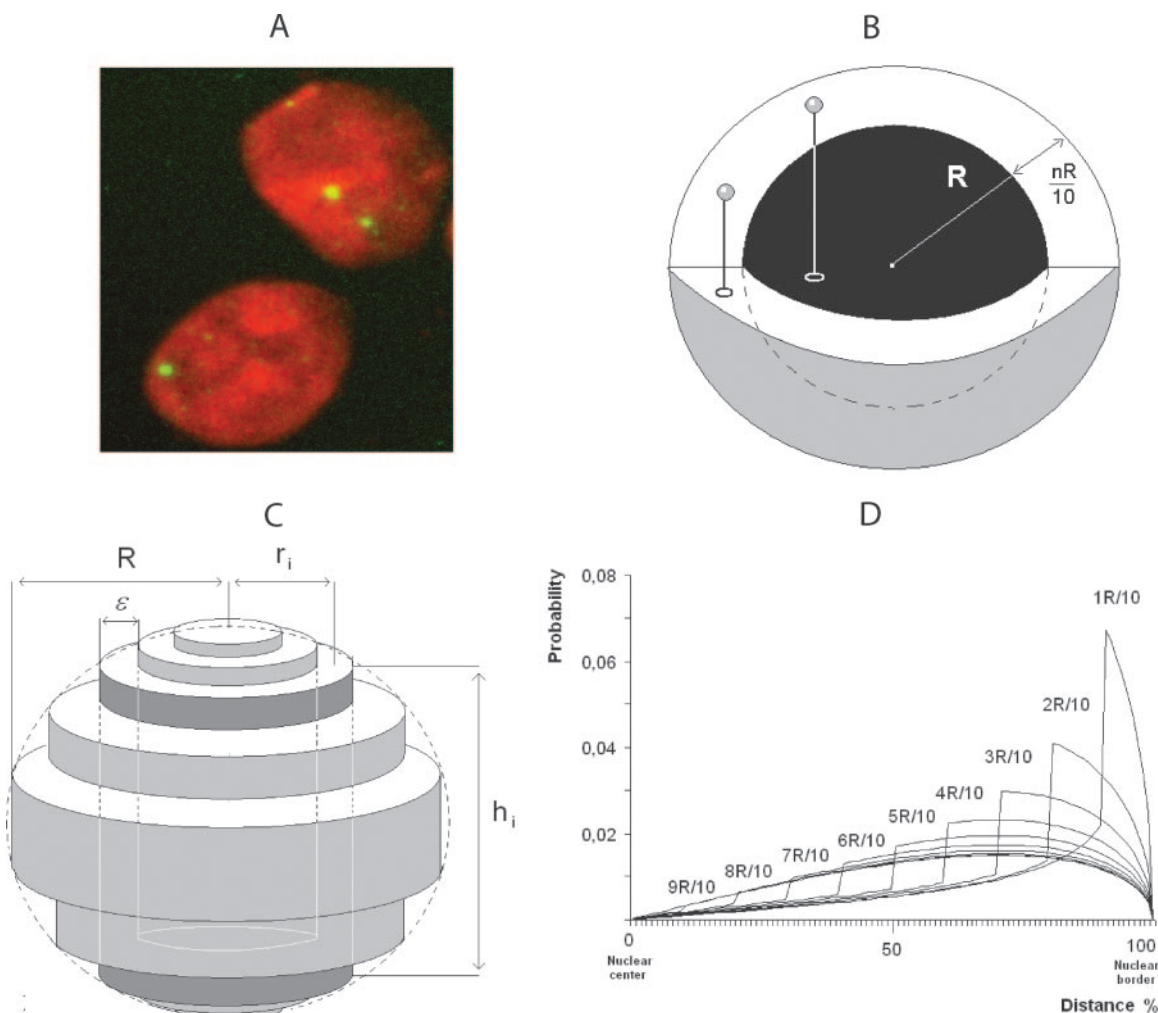 A
B
R
nR
10
C
D
R
r i
ε
h i
Probability
0,08
0,06
0,04
0,02
0
1R/10
2R/10
3R/10
4R/10
5R/10
6R/10
7R/10
8R/10
9R/10
0
50
100
Nuclear
center
Nuclear
border
Distance %